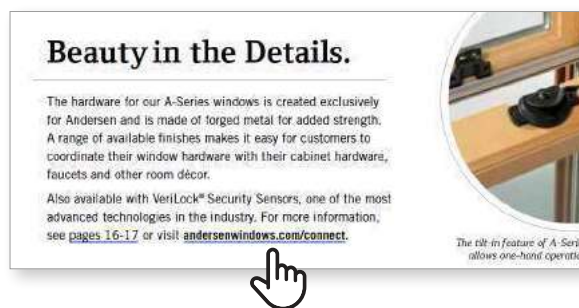 Beauty in the Details.
The hardware for our A-Series windows is created exclusively
for Andersen and is made of forged metal for added strength.
A range of available finishes makes it easy for customers to
coordinate their window hardware with their cabinet hardware,
faucets and other room décor.
Also available with VeriLock® Security Sensors, one of the most
advanced technologies in the industry. For more information,
see pages 16-17 or visit andersenwindows.com/connect.
The tilt-in feature of A-Seri
allows one-hand operati